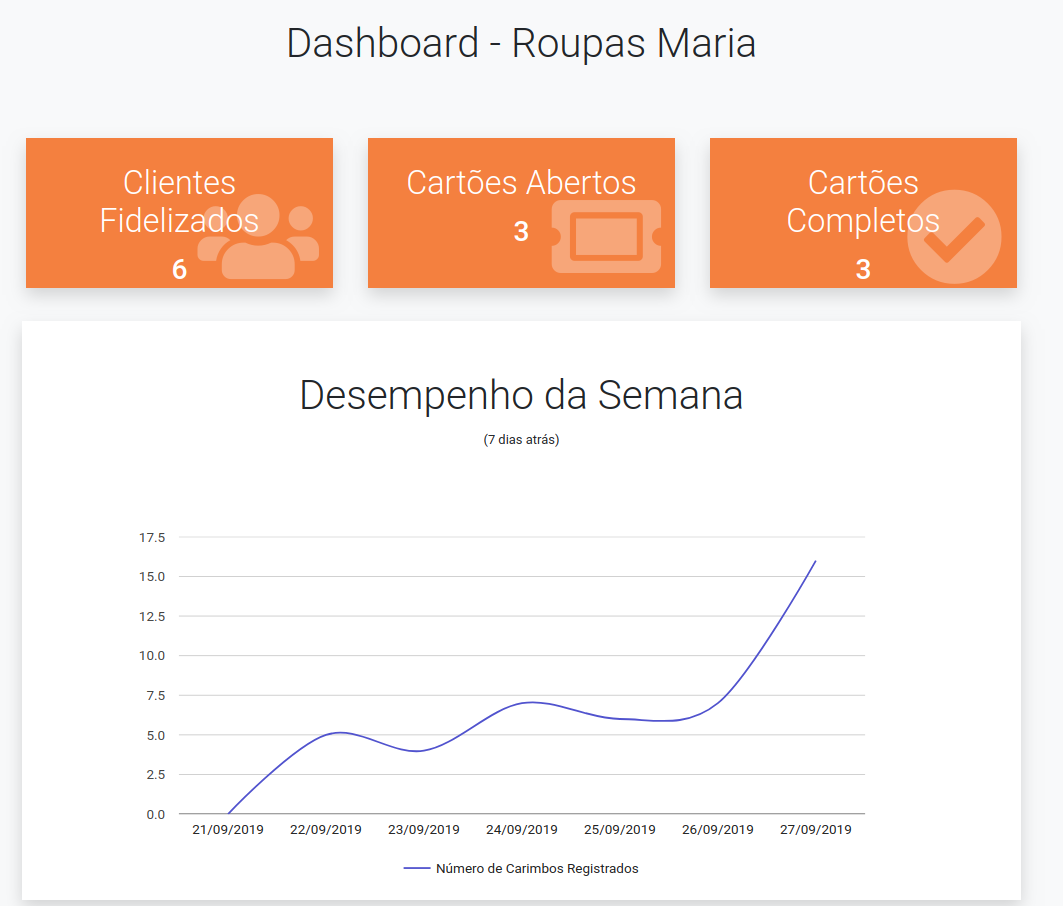 Dashboard - Roupas Maria
Clientes
Fidelizados
6
Cartões Abertos
3
Cartões
Completos
3
Desempenho da Semana
(7 dias atrás)
17.5
15.0
12.5
10.0
7.5
5.0
2.5
0.0
21/09/2019 22/09/2019 23/09/2019 24/09/2019 25/09/2019 26/09/2019 27/09/2019
Número de Carimbos Registrados